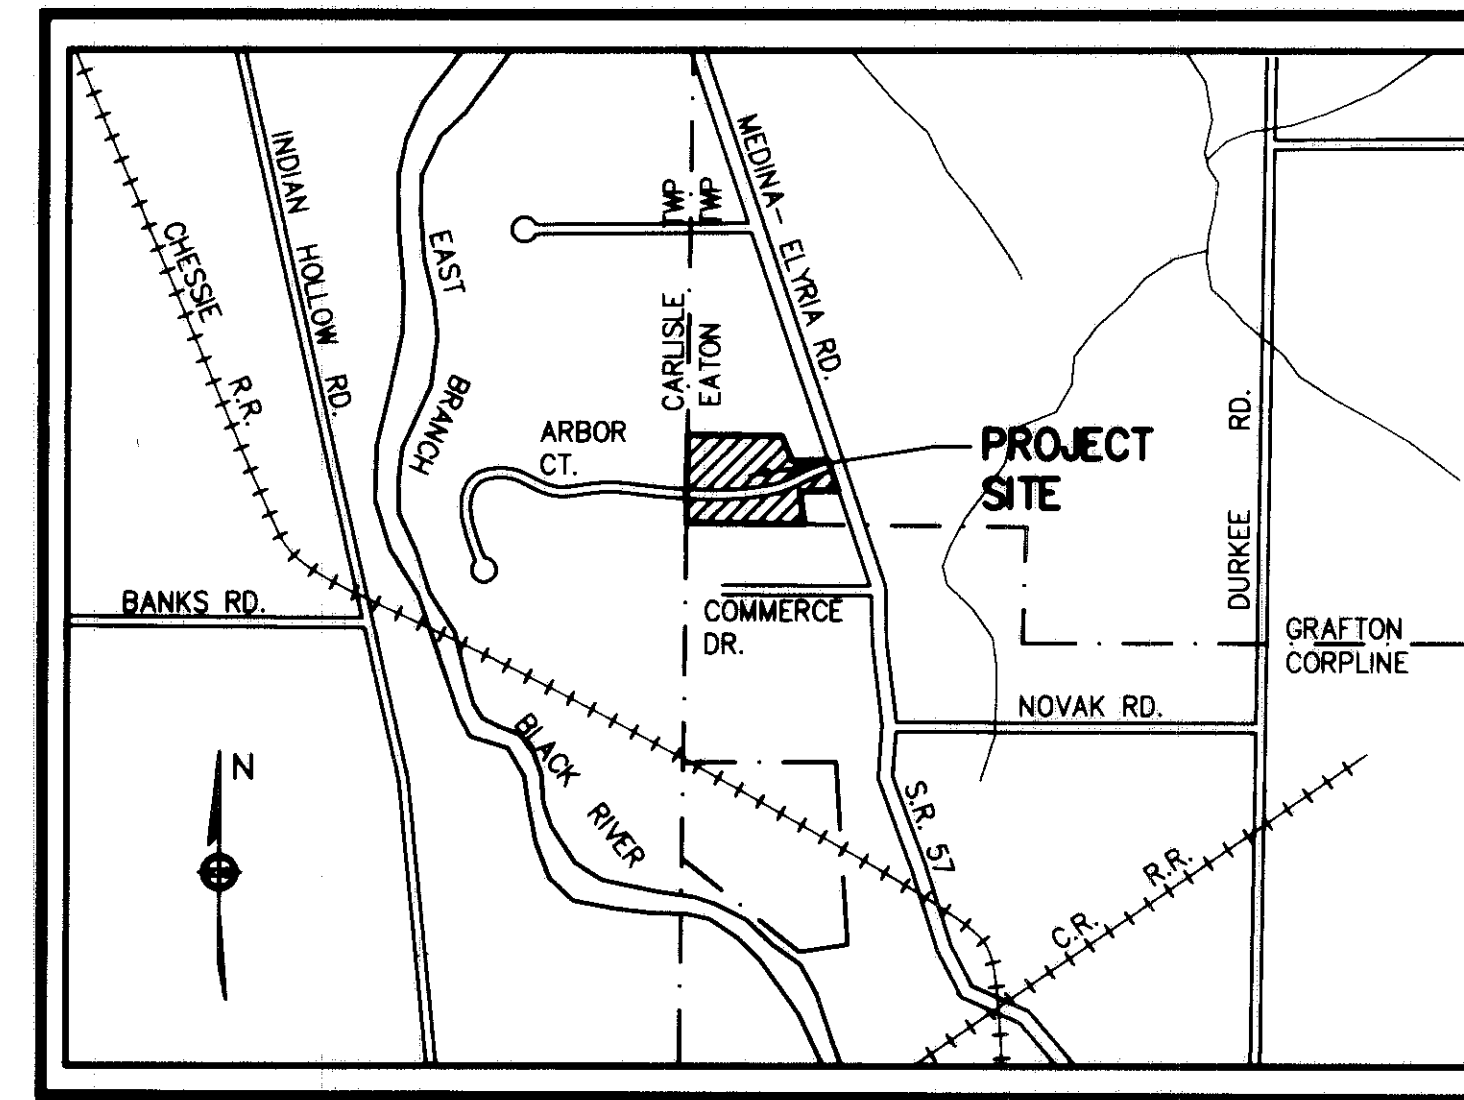 INDIAN HOLLOW RD.
CHESSIE R.R.
EAST BRANCH
BLACK RIVER
CARLISLE TWP
EATON TWP
MEDINA-ELYRIA RD.
ARBOR
CT.
PROJECT
SITE
DURKEE RD.
BANKS RD.
COMMERCE
DR.
GRAFTON
CORPLINE
NOVAK RD.
N
S.R. 57
C.R. R.R.